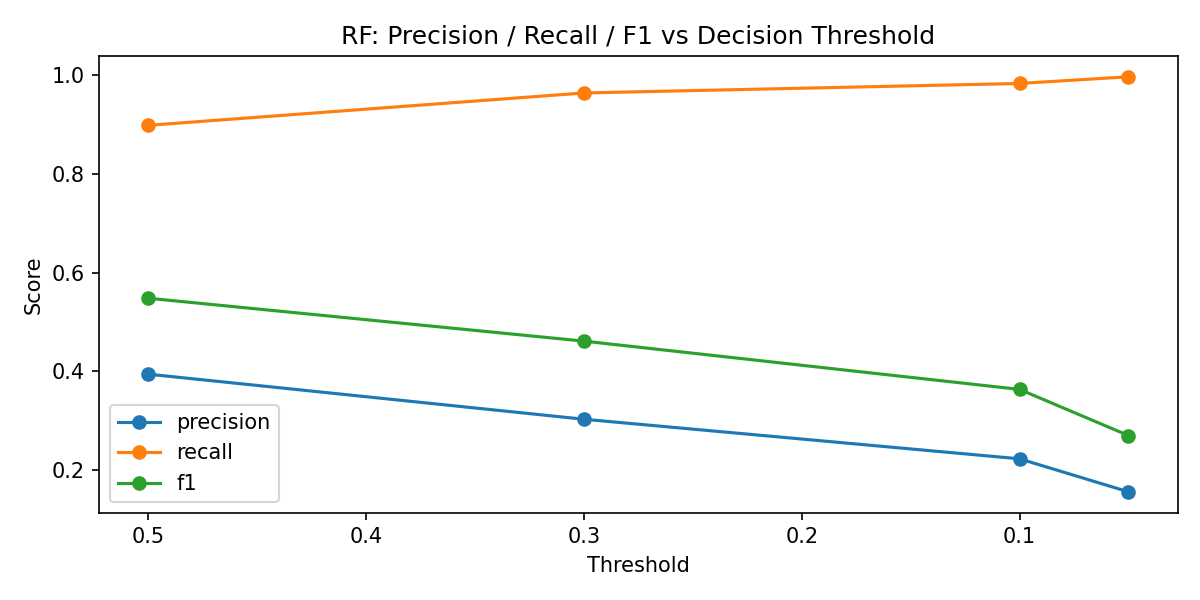 RF: Precision / Recall / F1 vs Decision Threshold
Score
1.0
0.8
0.6
0.4
0.2
precision
recall
f1
0.5 0.4 0.3 0.2 0.1
Threshold